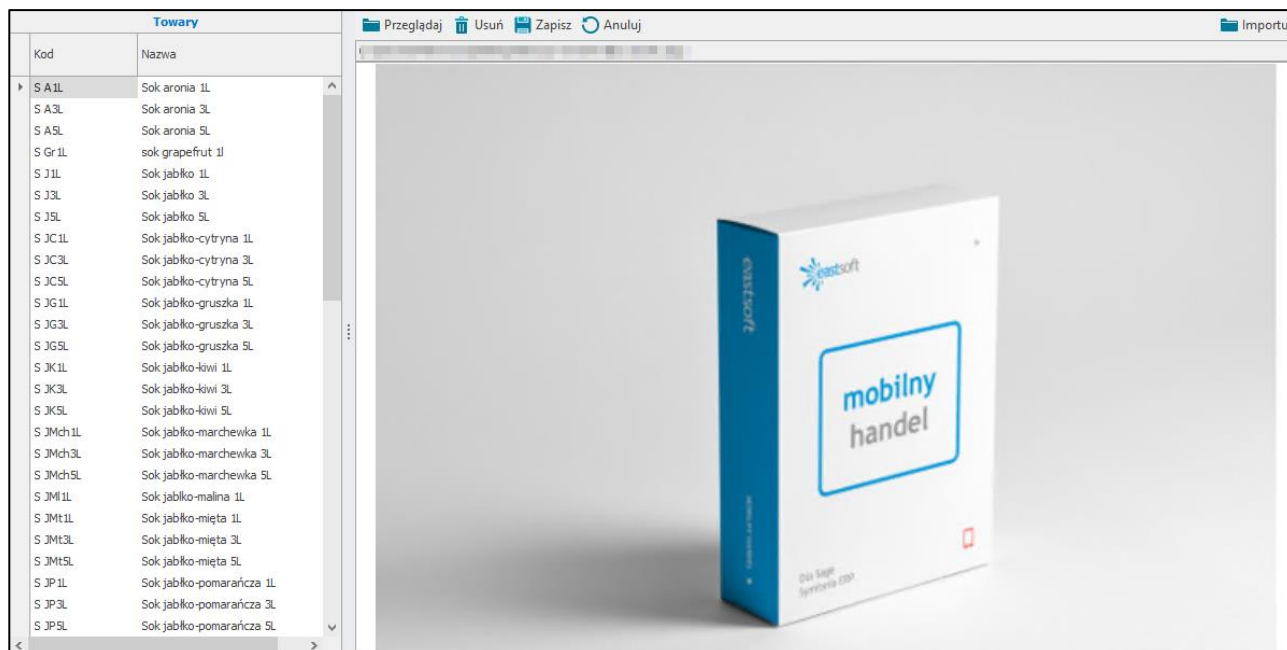 Towary
Przeglądaj Usuń Zapisz Anuluj Importu
Kod Nazwa
S A1L Sok aronia 1L
S A3L Sok aronia 3L
S A5L Sok aronia 5L
S Gr1L sok grapefrut 1l
S J1L Sok jabłko 1L
S J3L Sok jabłko 3L
S J5L Sok jabłko 5L
S JC1L Sok jabłko-cytryna 1L
S JC3L Sok jabłko-cytryna 3L
S JC5L Sok jabłko-cytryna 5L
S JG1L Sok jabłko-gruszka 1L
S JG3L Sok jabłko-gruszka 3L
S JG5L Sok jabłko-gruszka 5L
S JK1L Sok jabłko-kiwi 1L
S JK3L Sok jabłko-kiwi 3L
S JK5L Sok jabłko-kiwi 5L
S JMch1L Sok jabłko-marchewka 1L
S JMch3L Sok jabłko-marchewka 3L
S JMch5L Sok jabłko-marchewka 5L
S JMl1L Sok jablko-malina 1L
S JMt1L Sok jabłko-mięta 1L
S JMt3L Sok jabłko-mięta 3L
S JMt5L Sok jabłko-mięta 5L
S JP1L Sok jabłko-pomarańcza 1L
S JP3L Sok jabłko-pomarańcza 3L
S JP5L Sok jabłko-pomarańcza 5L
eastsoft
eastsoft
mobilny
handel
MOBILNY HANDEL
Dla Sage
Symfonia ERP